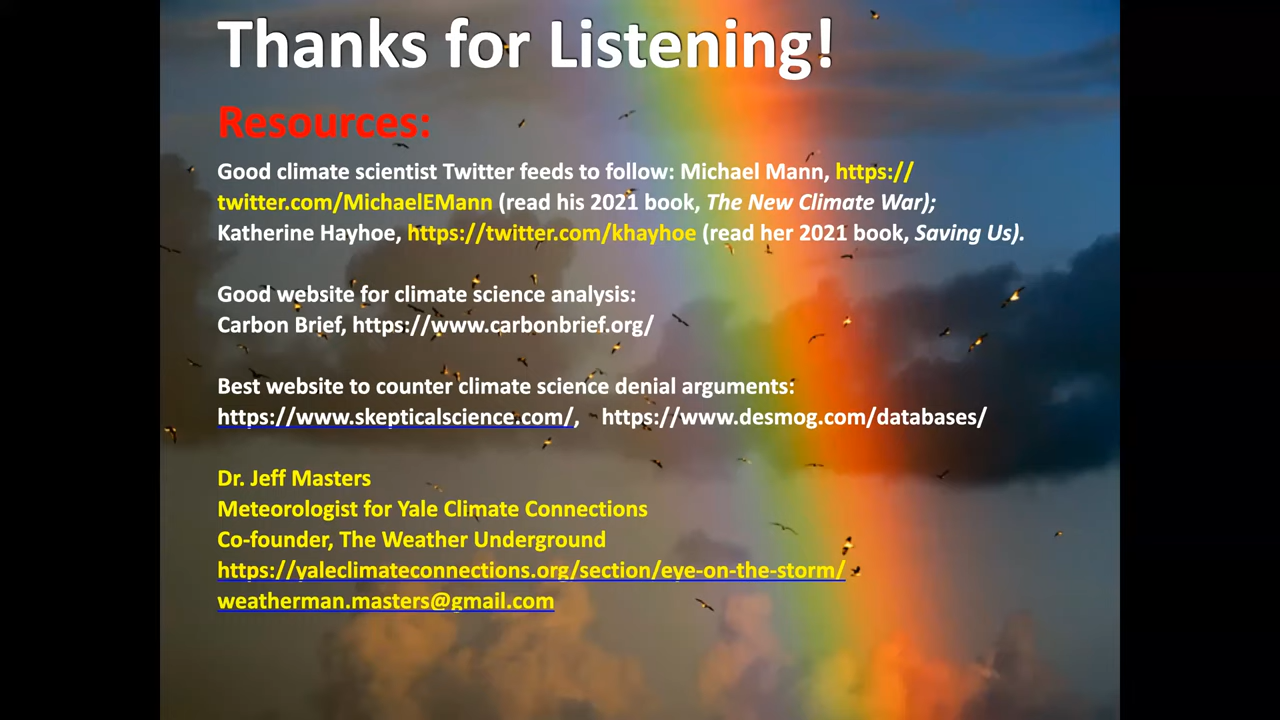 Thanks for Listening!
Resources:
Good climate scientist Twitter feeds to follow: Michael Mann, https://
twitter.com/MichaelEMann (read his 2021 book, The New Climate War);
Katherine Hayhoe, https://twitter.com/khayhoe (read her 2021 book, Saving Us).
Good website for climate science analysis:
Carbon Brief, https://www.carbonbrief.org/
Best website to counter climate science denial arguments:
https://www.skepticalscience.com/, https://www.desmog.com/databases/
Dr. Jeff Masters
Meteorologist for Yale Climate Connections
Co-founder, The Weather Underground
https://yaleclimateconnections.org/section/eye-on-the-storm/
weatherman.masters@gmail.com